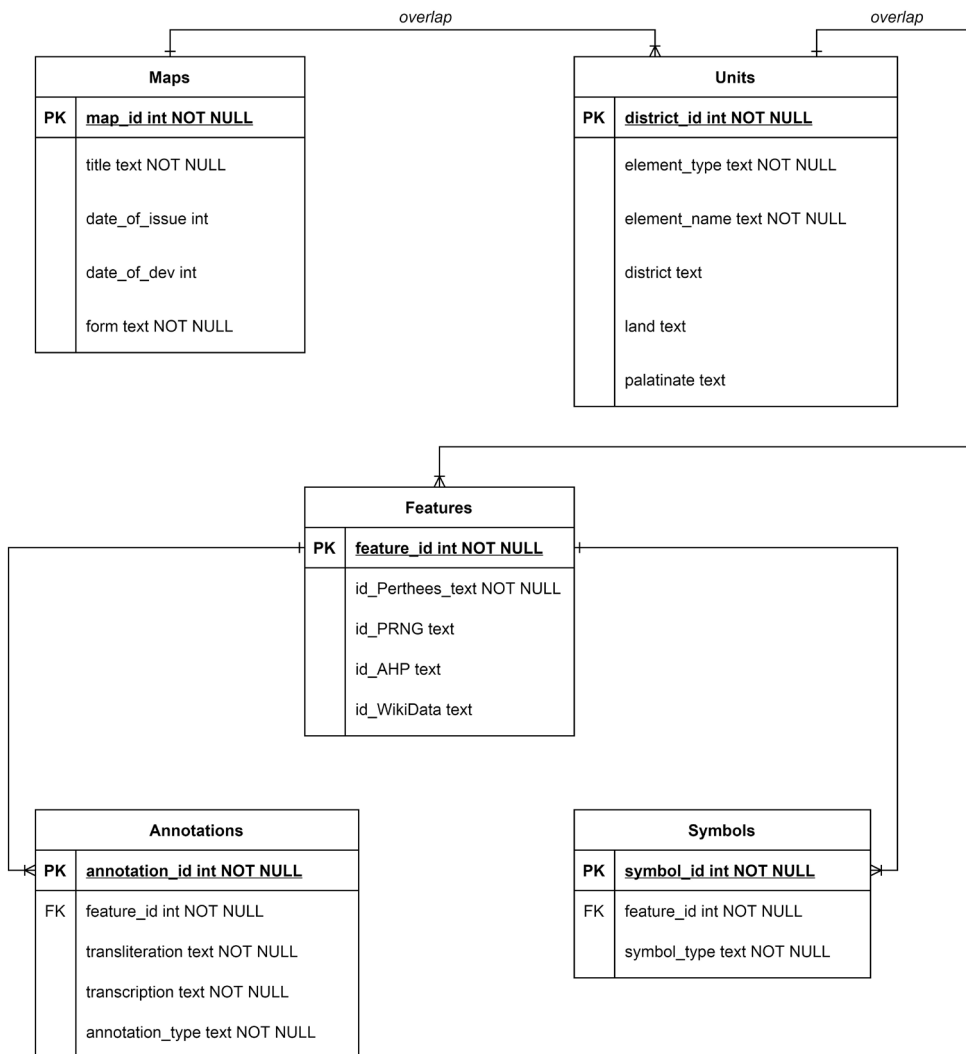 overlap
overlap
Maps
PK map_id int NOT NULL
title text NOT NULL
date_of_issue int
date_of_dev int
form text NOT NULL
Units
PK district_id int NOT NULL
element_type text NOT NULL
element_name text NOT NULL
district text
land text
palatinate text
Features
PK feature_id int NOT NULL
id_Perthees_text NOT NULL
id_PRNG text
id_AHP text
id_WikiData text
Annotations
PK annotation_id int NOT NULL
FK feature_id int NOT NULL
transliteration text NOT NULL
transcription text NOT NULL
annotation_type text NOT NULL
Symbols
PK symbol_id int NOT NULL
FK feature_id int NOT NULL
symbol_type text NOT NULL